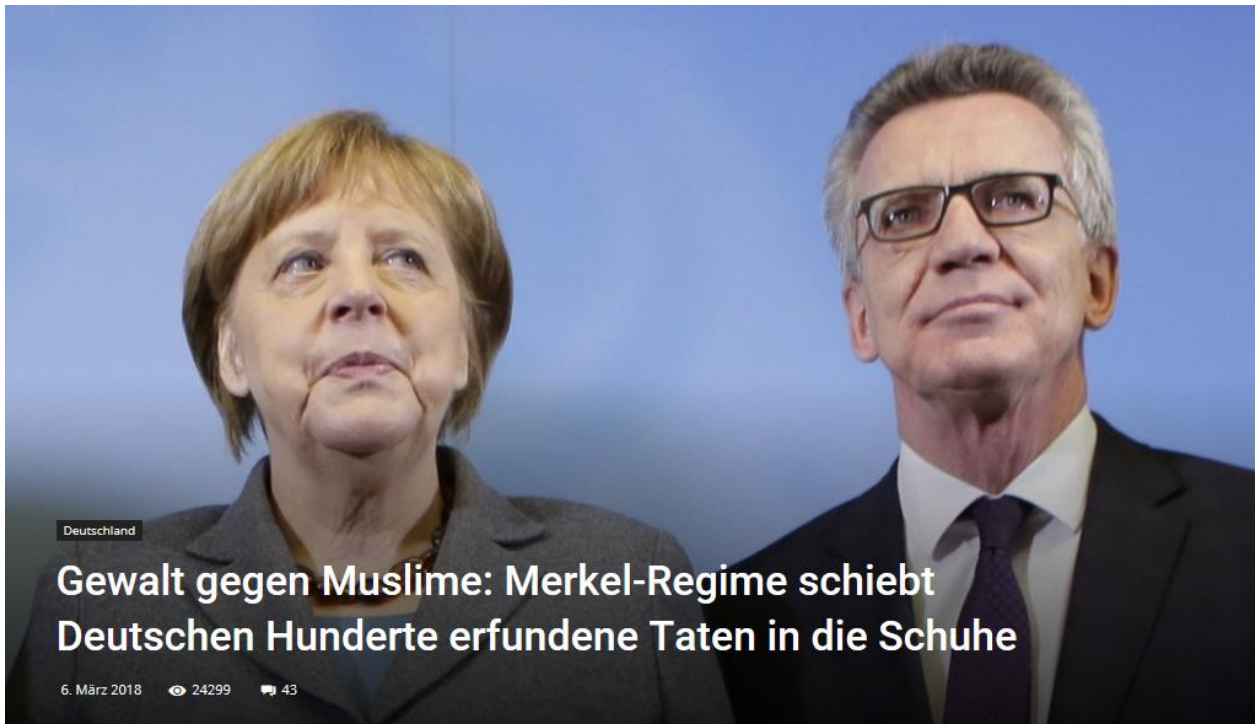 Deutschland
Gewalt gegen Muslime: Merkel-Regime schiebt
Deutschen Hunderte erfundene Taten in die Schuhe
6. März 2018 24299 43